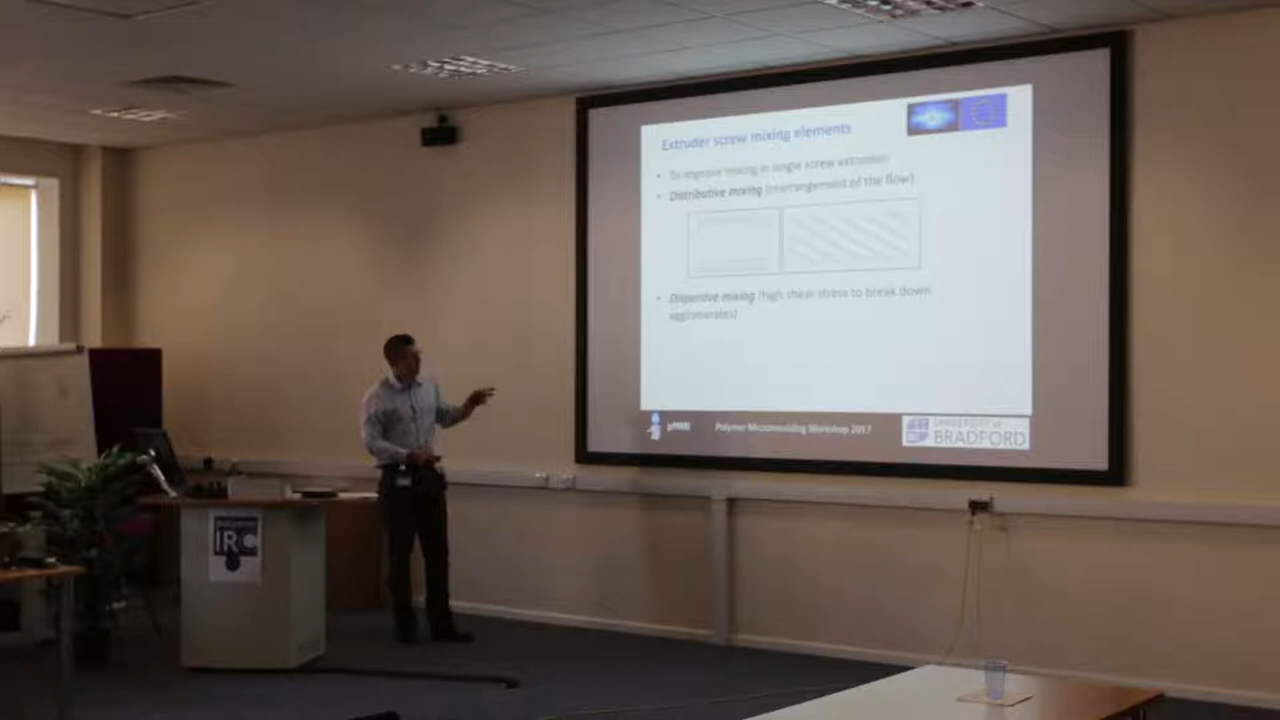 Extruder screw mixing elements
• To improve mixing in single screw extrusion:
• Distributive mixing (rearrangement of the flow)
• Dispersive mixing (high shear stress to break down
agglomerates)
Polymer Micromoulding Workshop 2017
UNIVERSITY of
BRADFORD
IRC